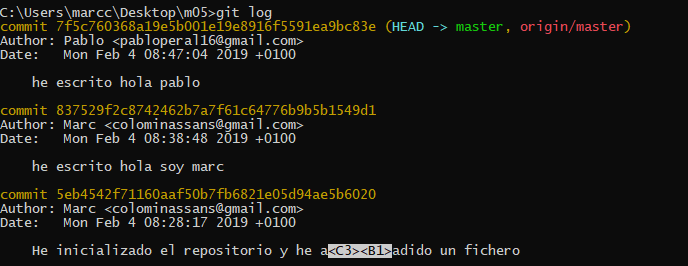 C:\Users\marcc\Desktop\m05>git log
commit 7f5c760368a19e5b001e19e8916f5591ea9bc83e (HEAD -> master, origin/master)
Author: Pablo <pabloperal16@gmail.com>
Date:   Mon Feb 4 08:47:04 2019 +0100
    he escrito hola pablo
commit 837529f2c8742462b7a7f61c64776b9b5b1549d1
Author: Marc <colominassans@gmail.com>
Date:   Mon Feb 4 08:38:48 2019 +0100
    he escrito hola soy marc
commit 5eb4542f71160aaf50b7fb6821e05d94ae5b6020
Author: Marc <colominassans@gmail.com>
Date:   Mon Feb 4 08:28:17 2019 +0100
    He inicializado el repositorio y he a<C3><B1>adido un fichero